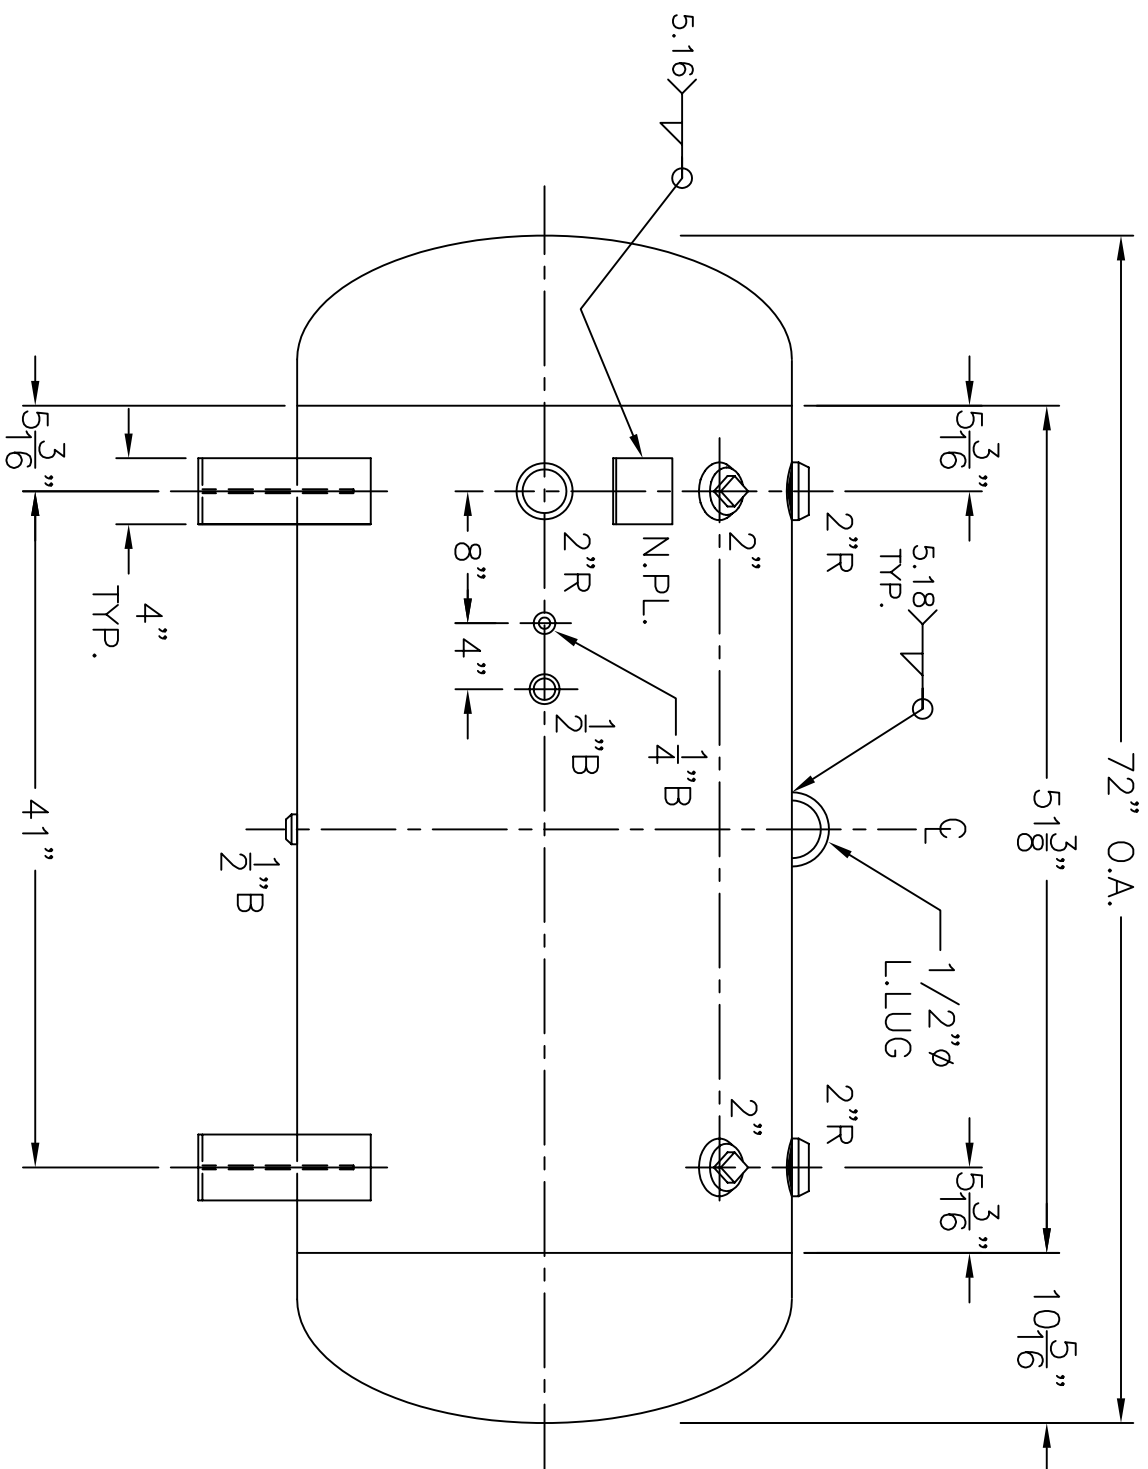 72" O.A.
51 3/8"
10 5/16"
5 3/16"
5 3/16"
℄
1/2"⌀
L.LUG
5.18
TYP.
2"R
2"R
2"
2"
5.16
N.PL.
2"R
1/4"B
1/2"B
8"
4"
1/2"B
4"
TYP.
5 3/16"
41"